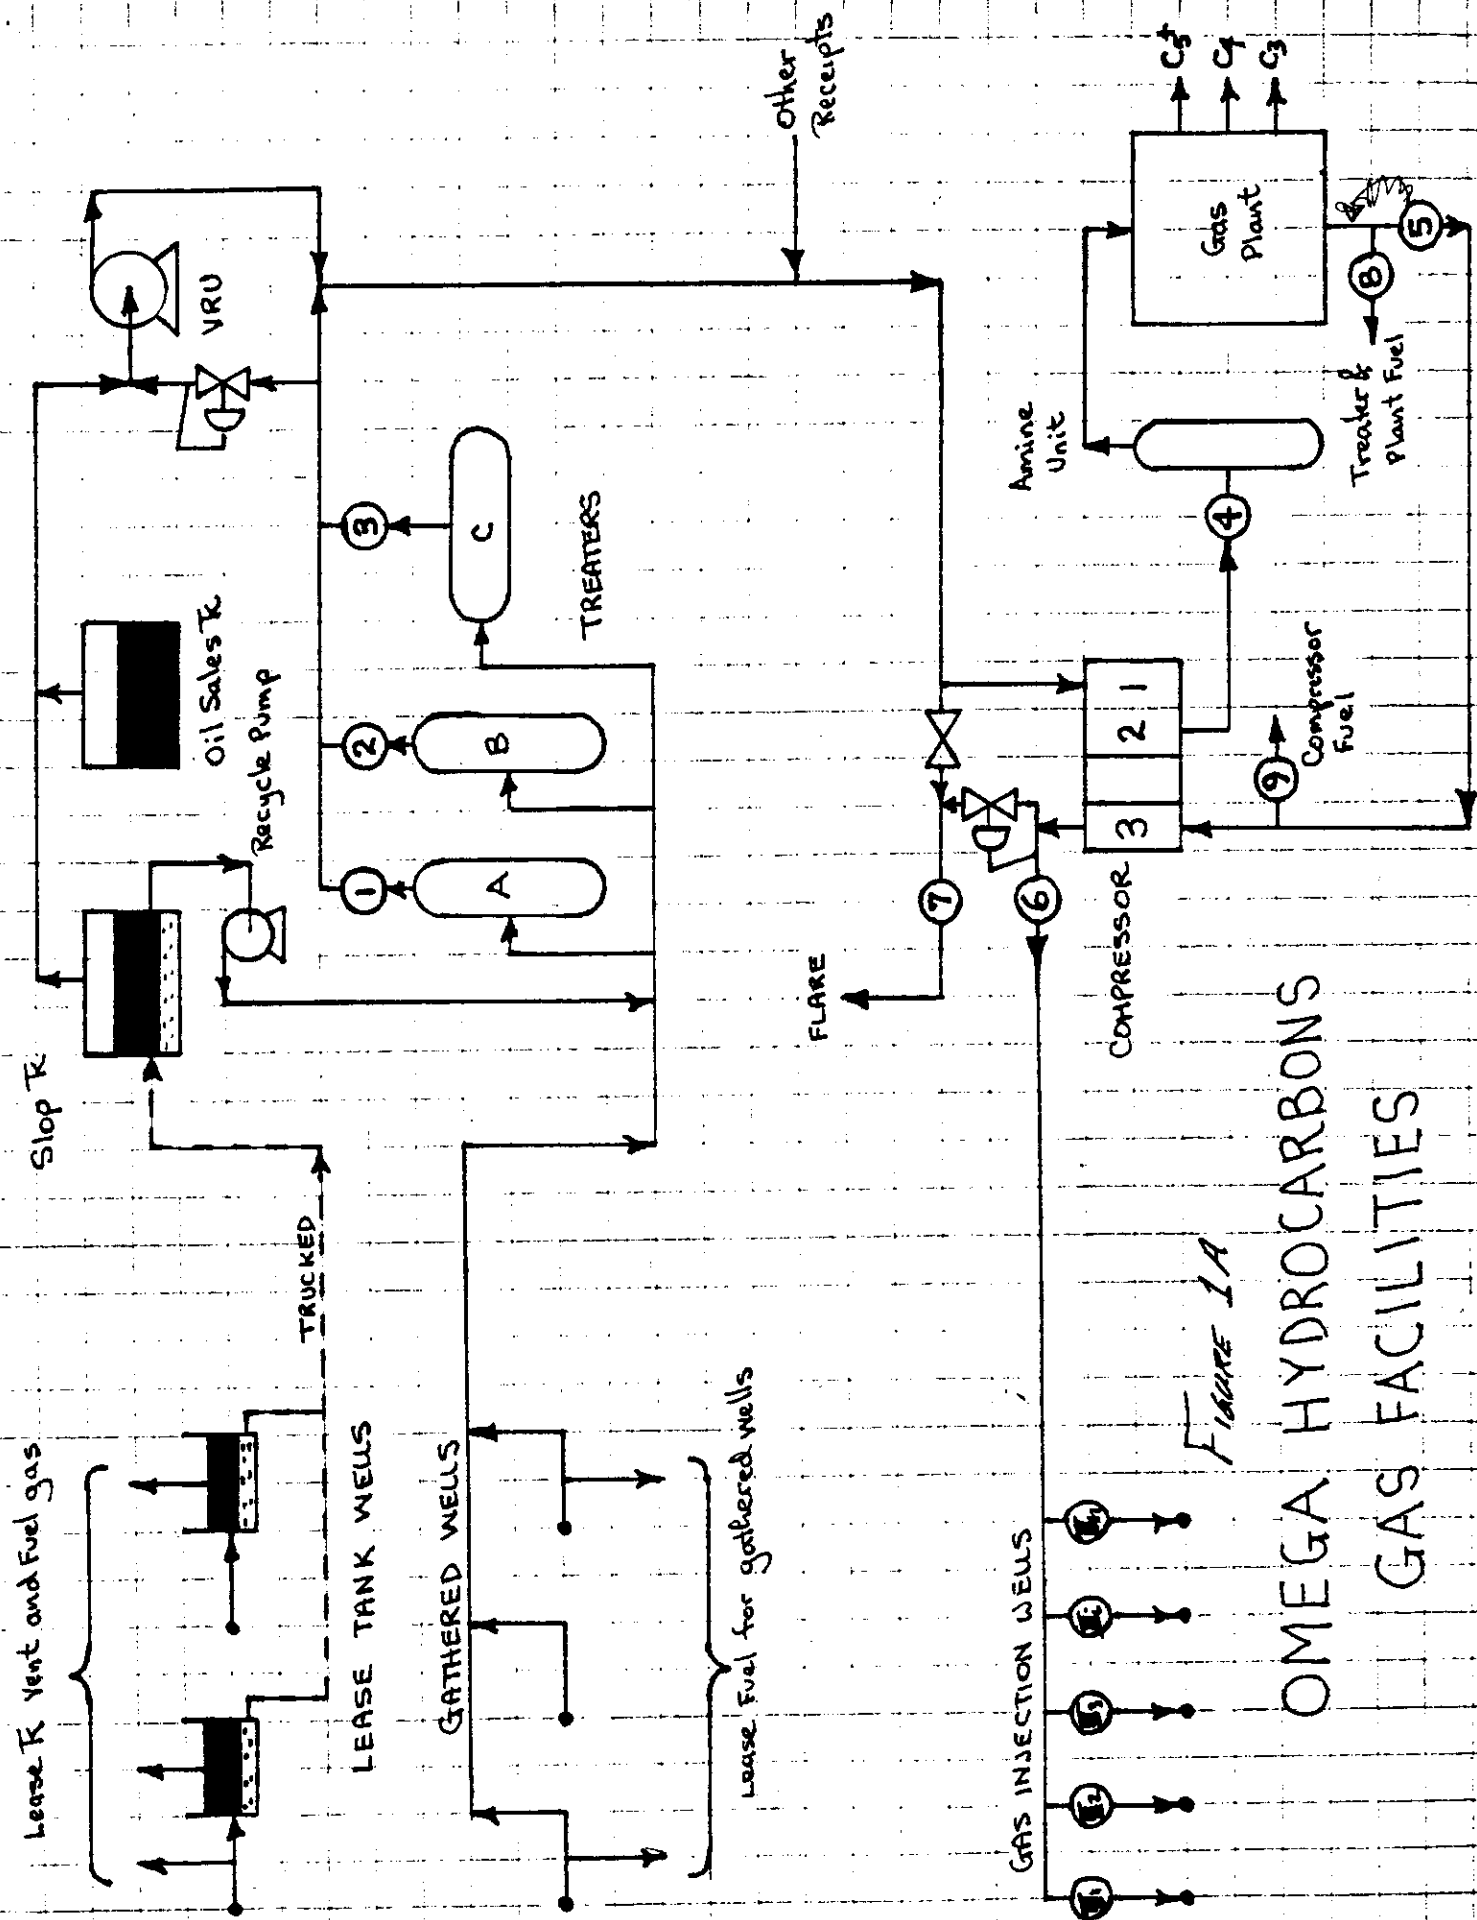 Lease Tk Vent and Fuel gas
TRUCKED
LEASE TANK WELLS
GATHERED WELLS
Lease Fuel for gathered wells
Slop Tk
Oil Sales Tk
Recycle Pump
VRU
1
2
3
A
B
C
TREATERS
Other
Receipts
FLARE
7
6
COMPRESSOR
3
2
1
9
Compressor
Fuel
4
Amine
Unit
Gas
Plant
C5+
C4
C3
8
5
Treater &
Plant Fuel
GAS INJECTION WELLS
FIGURE 1A
OMEGA HYDROCARBONS
GAS FACILITIES